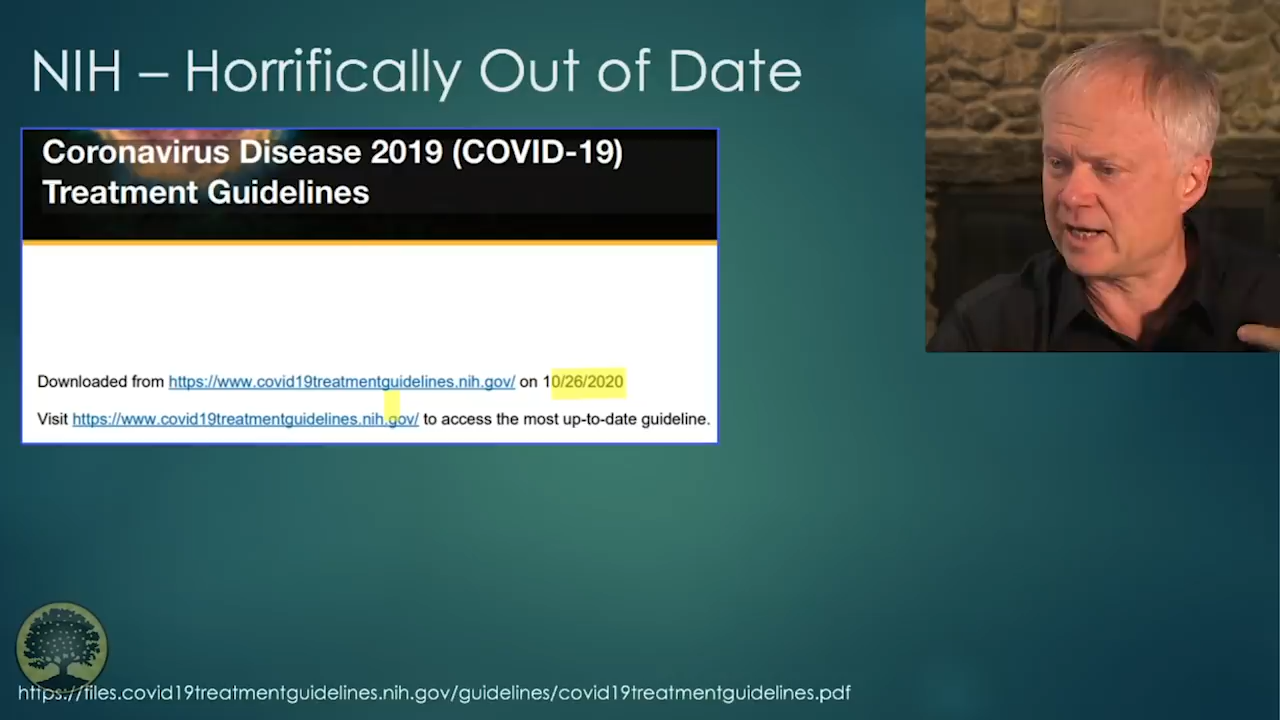 NIH – Horrifically Out of Date
Coronavirus Disease 2019 (COVID-19)
Treatment Guidelines
Downloaded from https://www.covid19treatmentguidelines.nih.gov/ on 10/26/2020
Visit https://www.covid19treatmentguidelines.nih.gov/ to access the most up-to-date guideline.
https://files.covid19treatmentguidelines.nih.gov/guidelines/covid19treatmentguidelines.pdf